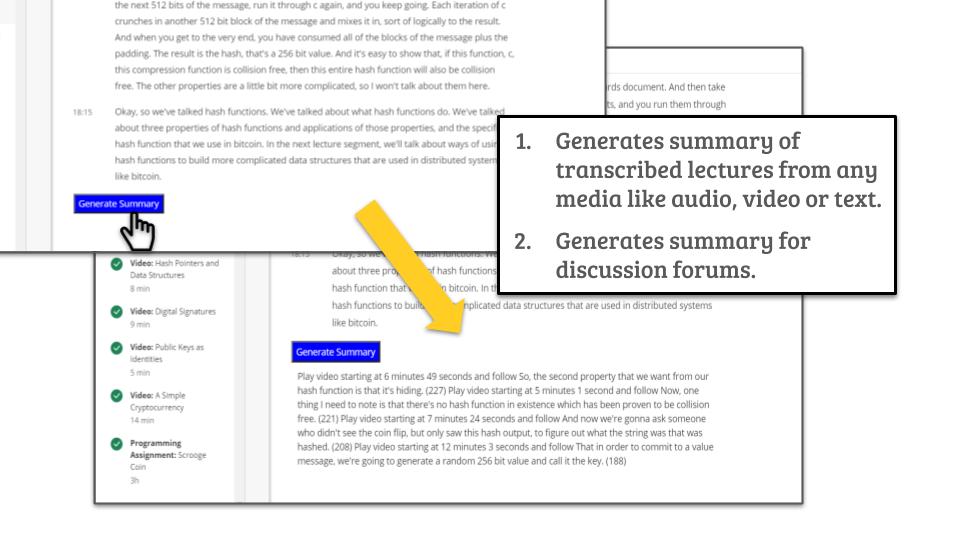 the next 512 bits of the message, run it through c again, and you keep going. Each iteration of c
crunches in another 512 bit block of the message and mixes it in, sort of logically to the result.
And when you get to the very end, you have consumed all of the blocks of the message plus the
padding. The result is the hash, that's a 256 bit value. And it's easy to show that, if this function, c,
this compression function is collision free, then this entire hash function will also be collision
free. The other properties are a little bit more complicated, so I won't talk about them here.
18:15 Okay, so we've talked hash functions. We've talked about what hash functions do. We've talked
about three properties of hash functions and applications of those properties, and the specif
hash function that we use in bitcoin. In the next lecture segment, we'll talk about ways of usin
hash functions to build more complicated data structures that are used in distributed system
like bitcoin.
Generate Summary
rds document. And then take
ts, and you run them through
1. Generates summary of
transcribed lectures from any
media like audio, video or text.
2. Generates summary for
discussion forums.
Video: Hash Pointers and
Data Structures
8 min
Video: Digital Signatures
9 min
Video: Public Keys as
Identities
5 min
Video: A Simple
Cryptocurrency
14 min
Programming
Assignment: Scrooge
Coin
3h
18:15 Okay, so we hash functions. We
about three pro of hash functions
hash function that in bitcoin. In th
hash functions to buil mplicated data structures that are used in distributed systems
like bitcoin.
Generate Summary
Play video starting at 6 minutes 49 seconds and follow So, the second property that we want from our
hash function is that it's hiding. (227) Play video starting at 5 minutes 1 second and follow Now, one
thing I need to note is that there's no hash function in existence which has been proven to be collision
free. (221) Play video starting at 7 minutes 24 seconds and follow And now we're gonna ask someone
who didn't see the coin flip, but only saw this hash output, to figure out what the string was that was
hashed. (208) Play video starting at 12 minutes 3 seconds and follow That in order to commit to a value
message, we're going to generate a random 256 bit value and call it the key. (188)